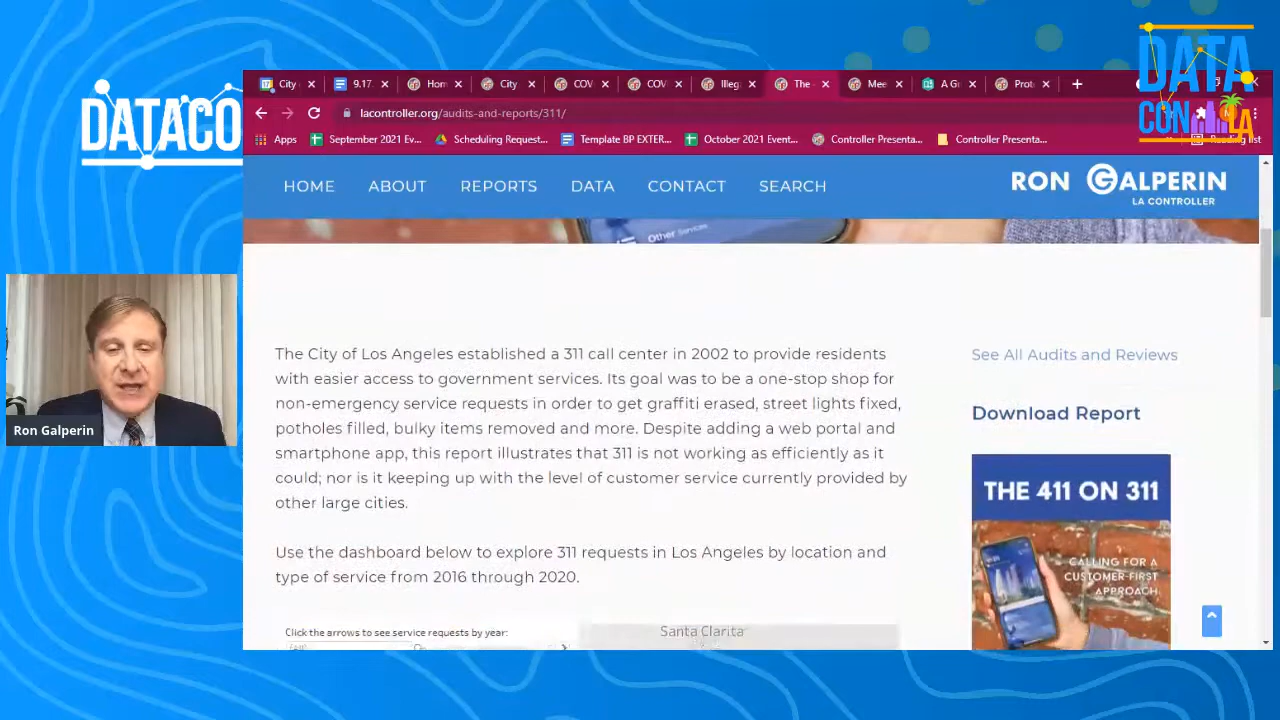 DATA
CON LA
DATACO
City
9.17
Hom
City
COV
COV
Illeg
The
Mee
A Gr
Prot
lacontroller.org/audits-and-reports/311/
Apps
September 2021 Ev...
Scheduling Request...
Template BP EXTER...
October 2021 Event...
Controller Presenta...
Controller Presenta...
Reading list
HOME
ABOUT
REPORTS
DATA
CONTACT
SEARCH
RON GALPERIN
LA CONTROLLER
Other Services
The City of Los Angeles established a 311 call center in 2002 to provide residents
with easier access to government services. Its goal was to be a one-stop shop for
non-emergency service requests in order to get graffiti erased, street lights fixed,
potholes filled, bulky items removed and more. Despite adding a web portal and
smartphone app, this report illustrates that 311 is not working as efficiently as it
could; nor is it keeping up with the level of customer service currently provided by
other large cities.
Use the dashboard below to explore 311 requests in Los Angeles by location and
type of service from 2016 through 2020.
Click the arrows to see service requests by year:
Santa Clarita
See All Audits and Reviews
Download Report
THE 411 ON 311
CALLING FOR A
CUSTOMER-FIRST
APPROACH
Ron Galperin